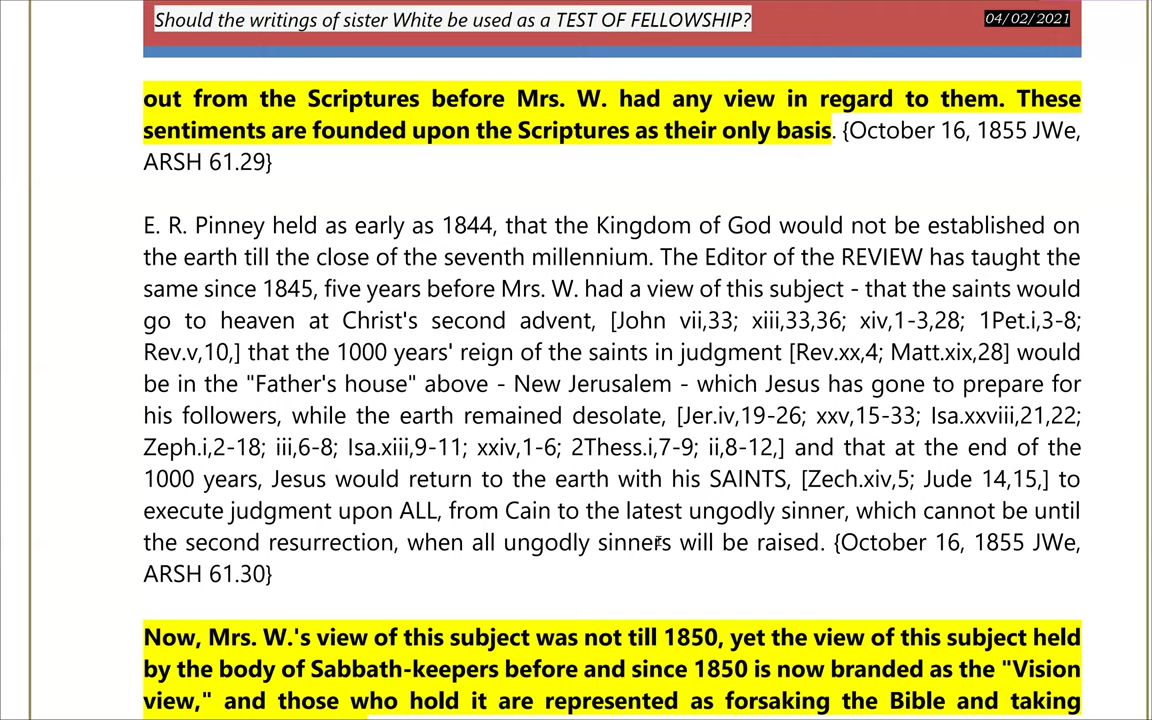 Should the writings of sister White be used as a TEST OF FELLOWSHIP?
04/02/2021
out from the Scriptures before Mrs. W. had any view in regard to them. These
sentiments are founded upon the Scriptures as their only basis. {October 16, 1855 JWe,
ARSH 61.29}
E. R. Pinney held as early as 1844, that the Kingdom of God would not be established on
the earth till the close of the seventh millennium. The Editor of the REVIEW has taught the
same since 1845, five years before Mrs. W. had a view of this subject - that the saints would
go to heaven at Christ's second advent, [John vii,33; xiii,33,36; xiv,1-3,28; 1Pet.i,3-8;
Rev.v,10,] that the 1000 years' reign of the saints in judgment [Rev.xx,4; Matt.xix,28] would
be in the "Father's house" above - New Jerusalem - which Jesus has gone to prepare for
his followers, while the earth remained desolate, [Jer.iv,19-26; xxv,15-33; Isa.xxviii,21,22;
Zeph.i,2-18; iii,6-8; Isa.xiii,9-11; xxiv,1-6; 2Thess.i,7-9; ii,8-12,] and that at the end of the
1000 years, Jesus would return to the earth with his SAINTS, [Zech.xiv,5; Jude 14,15,] to
execute judgment upon ALL, from Cain to the latest ungodly sinner, which cannot be until
the second resurrection, when all ungodly sinners will be raised. {October 16, 1855 JWe,
ARSH 61.30}
Now, Mrs. W.'s view of this subject was not till 1850, yet the view of this subject held
by the body of Sabbath-keepers before and since 1850 is now branded as the "Vision
view," and those who hold it are represented as forsaking the Bible and taking